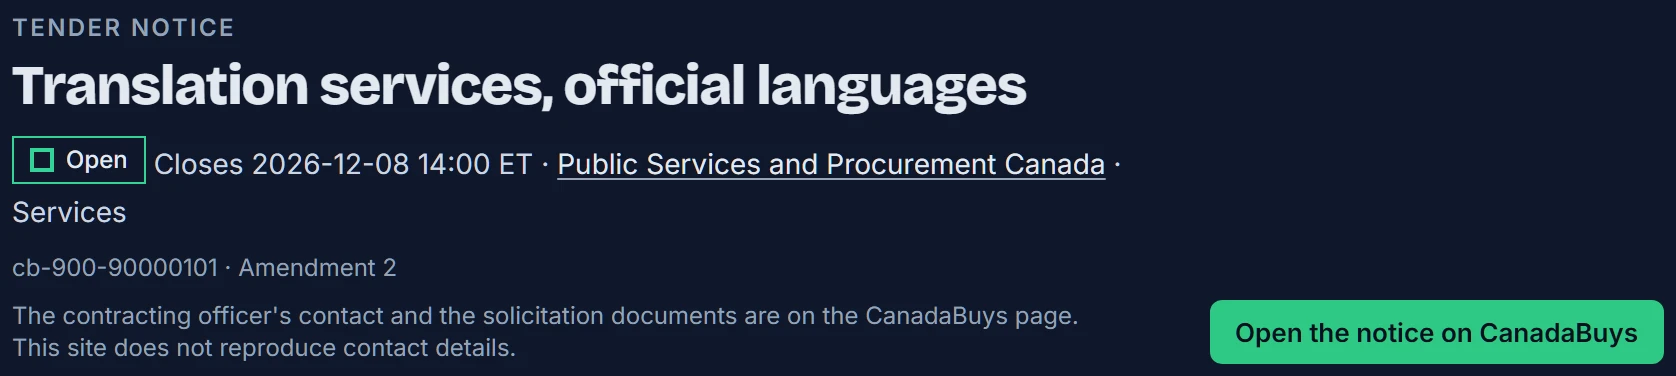 TENDER NOTICE
Translation services, official languages
Open Closes 2026-12-08 14:00 ET · Public Services and Procurement Canada ·
Services
cb-900-90000101 · Amendment 2
The contracting officer's contact and the solicitation documents are on the CanadaBuys page.
This site does not reproduce contact details.
Open the notice on CanadaBuys